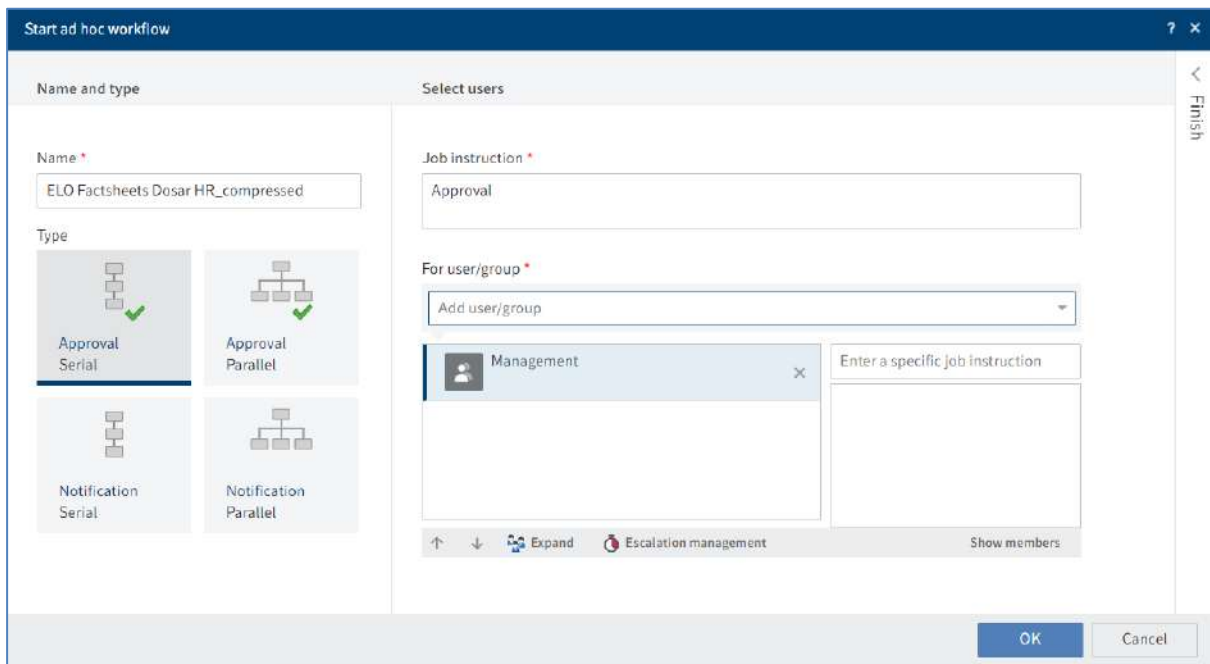 Start ad hoc workflow
? ×
Name and type
Select users
Finish
Name *
ELO Factsheets Dosar HR_compressed
Type
Approval
Serial
Approval
Parallel
Notification
Serial
Notification
Parallel
Job instruction *
Approval
For user/group *
Add user/group
Management
Enter a specific job instruction
Expand
Escalation management
Show members
OK
Cancel